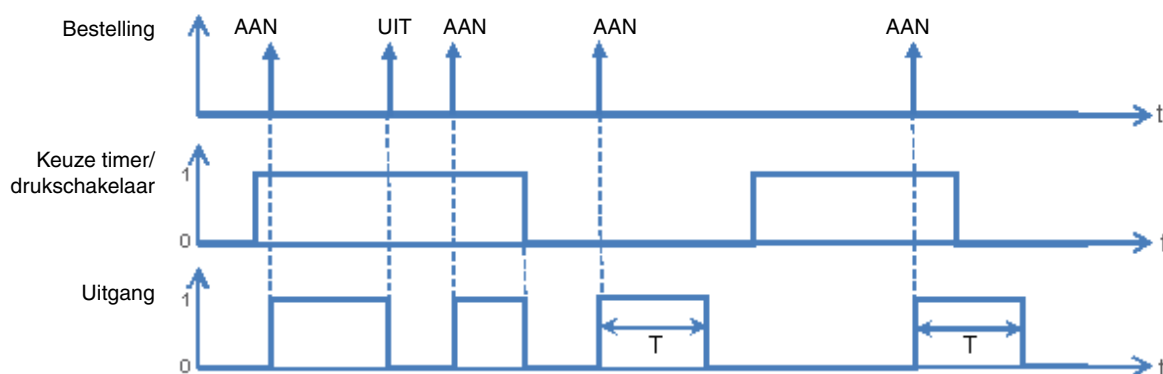 Bestelling AAN UIT AAN AAN AAN
t
Keuze timer/
drukschakelaar
1
0 t
Uitgang
1
T T
0 t